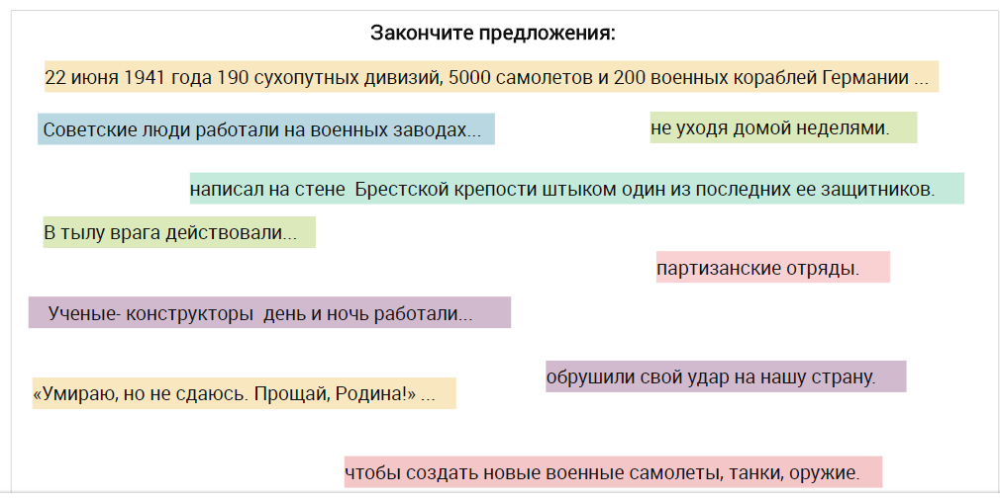 Закончите предложения:
22 июня 1941 года 190 сухопутных дивизий, 5000 самолетов и 200 военных кораблей Германии ...
Советские люди работали на военных заводах...
не уходя домой неделями.
написал на стене Брестской крепости штыком один из последних ее защитников.
В тылу врага действовали...
партизанские отряды.
Ученые- конструкторы день и ночь работали...
обрушили свой удар на нашу страну.
«Умираю, но не сдаюсь. Прощай, Родина!» ...
чтобы создать новые военные самолеты, танки, оружие.